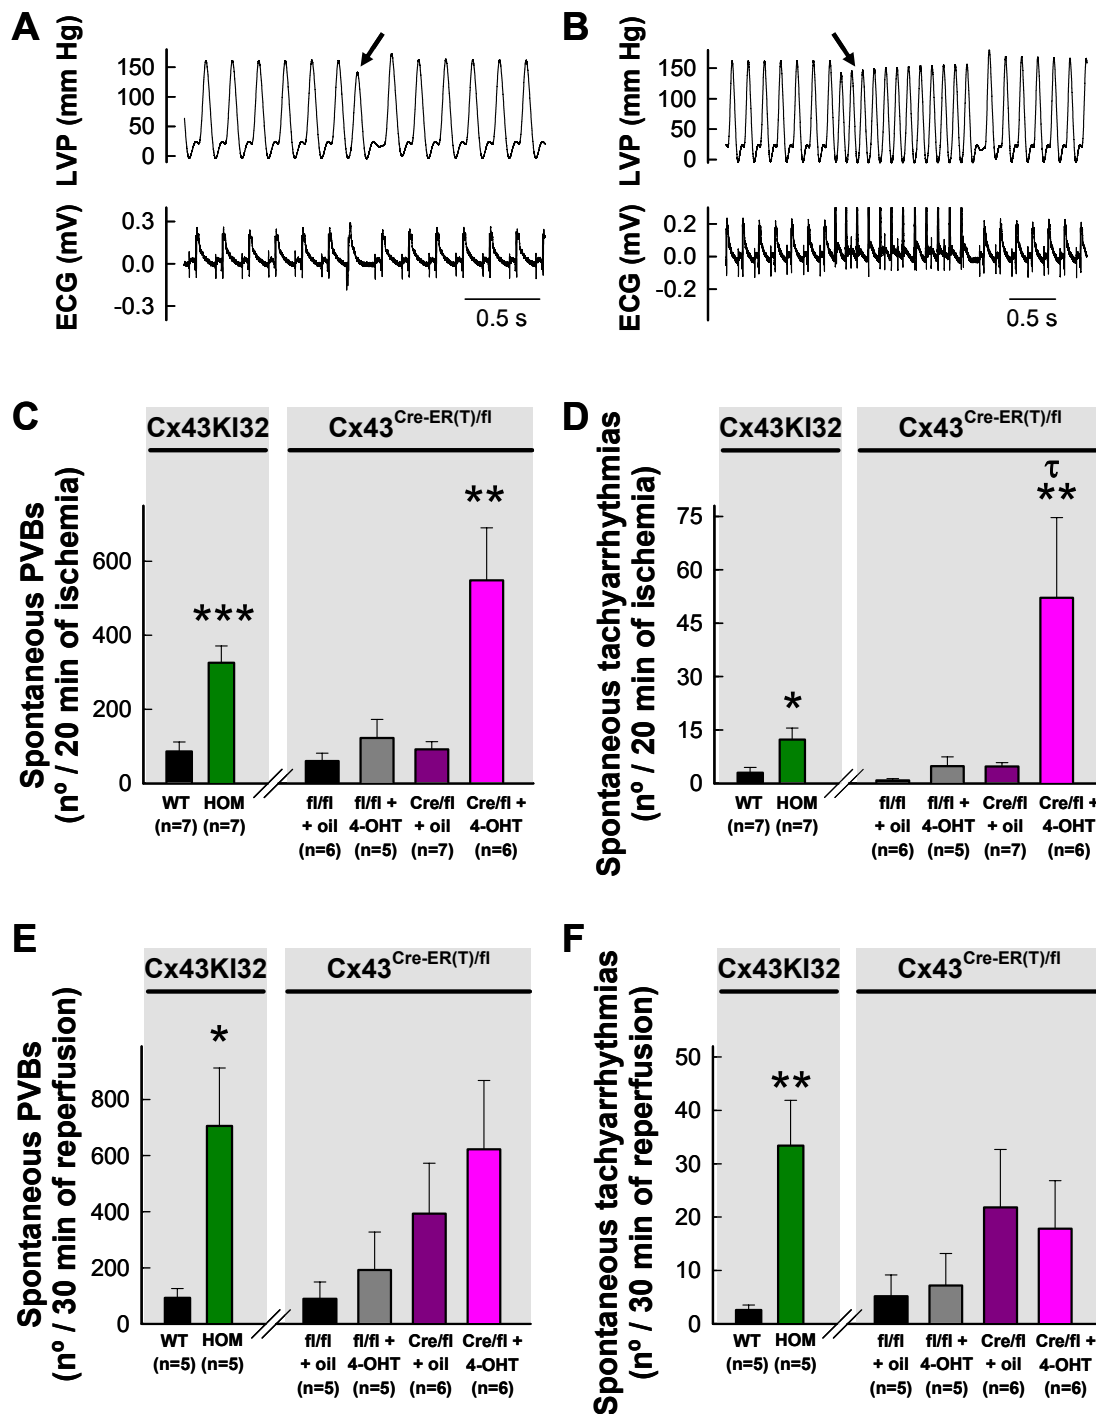 A
LVP (mm Hg)
150
100
50
0
ECG (mV)
0.3
0.0
-0.3
0.5 s
B
LVP (mm Hg)
150
100
50
0
ECG (mV)
0.2
0.0
-0.2
0.5 s
C
Cx43KI32
Cx43Cre-ER(T)/fl
Spontaneous PVBs
(nº / 20 min of ischemia)
600
400
200
0
***
**
WT HOM
(n=7) (n=7)
fl/fl fl/fl + Cre/fl Cre/fl +
+ oil 4-OHT + oil 4-OHT
(n=6) (n=5) (n=7) (n=6)
D
Cx43KI32
Cx43Cre-ER(T)/fl
Spontaneous tachyarrhythmias
(nº / 20 min of ischemia)
75
60
45
30
15
0
*
τ
**
WT HOM
(n=7) (n=7)
fl/fl fl/fl + Cre/fl Cre/fl +
+ oil 4-OHT + oil 4-OHT
(n=6) (n=5) (n=7) (n=6)
E
Cx43KI32
Cx43Cre-ER(T)/fl
Spontaneous PVBs
(nº / 30 min of reperfusion)
800
600
400
200
0
*
WT HOM
(n=5) (n=5)
fl/fl fl/fl + Cre/fl Cre/fl +
+ oil 4-OHT + oil 4-OHT
(n=5) (n=5) (n=6) (n=6)
F
Cx43KI32
Cx43Cre-ER(T)/fl
Spontaneous tachyarrhythmias
(nº / 30 min of reperfusion)
50
40
30
20
10
0
**
WT HOM
(n=5) (n=5)
fl/fl fl/fl + Cre/fl Cre/fl +
+ oil 4-OHT + oil 4-OHT
(n=5) (n=5) (n=6) (n=6)